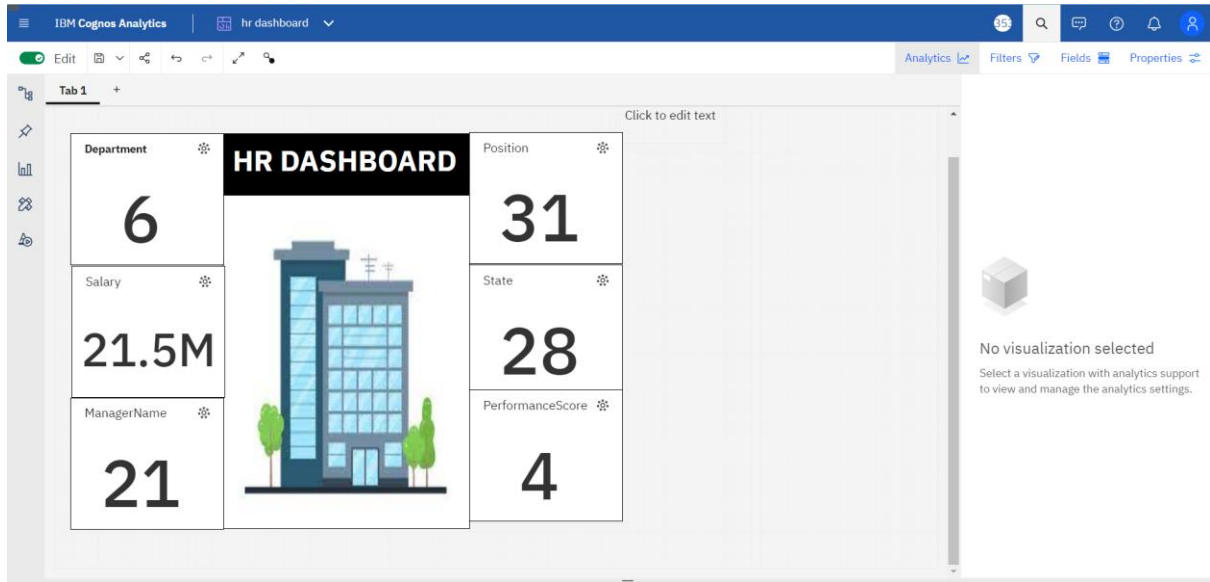 IBM Cognos Analytics
hr dashboard
Edit
Analytics
Filters
Fields
Properties
Tab 1
+
Click to edit text
Department
6
HR DASHBOARD
Position
31
Salary
21.5M
State
28
ManagerName
21
PerformanceScore
4
No visualization selected
Select a visualization with analytics support
to view and manage the analytics settings.